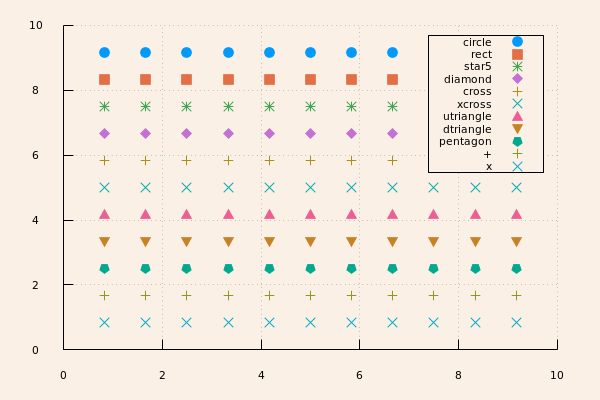 10
8
6
4
2
0
0 2 4 6 8 10
circle
rect
star5
diamond
cross
xcross
utriangle
dtriangle
pentagon
+
x